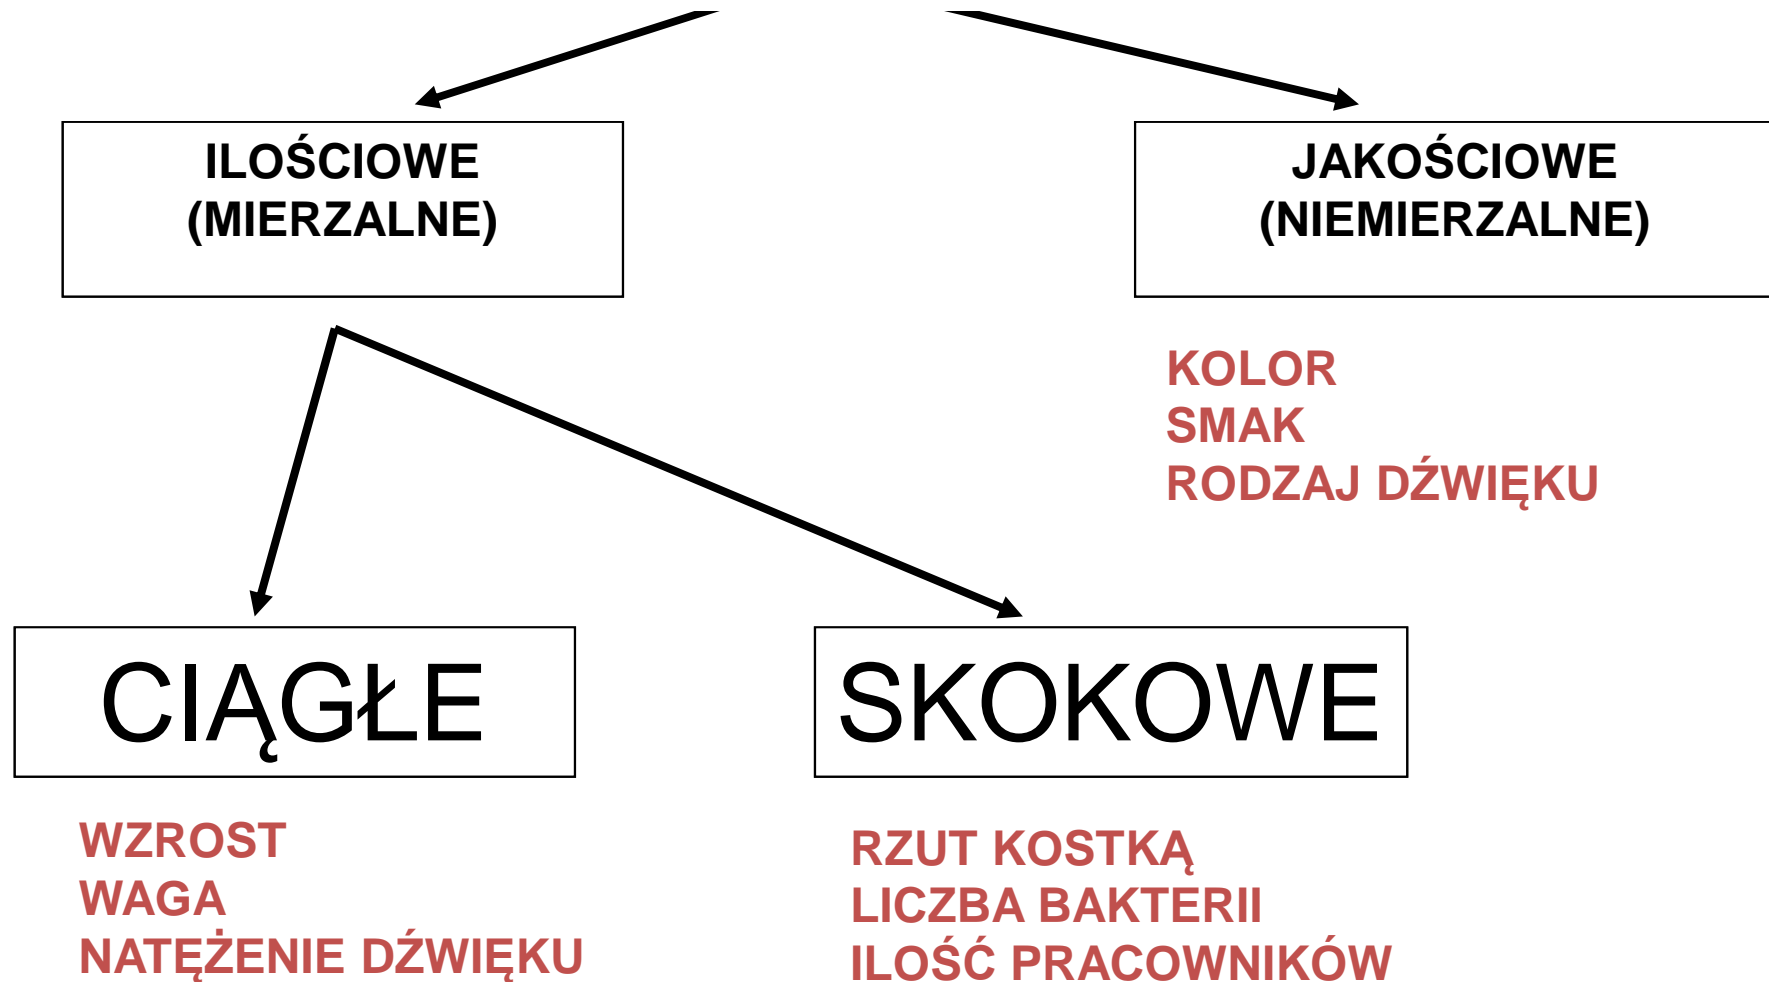 ILOŚCIOWE
(MIERZALNE)
JAKOŚCIOWE
(NIEMIERZALNE)
KOLOR
SMAK
RODZAJ DŹWIĘKU
CIĄGŁE
SKOKOWE
WZROST
WAGA
NATĘŻENIE DŹWIĘKU
RZUT KOSTKĄ
LICZBA BAKTERII
ILOŚĆ PRACOWNIKÓW